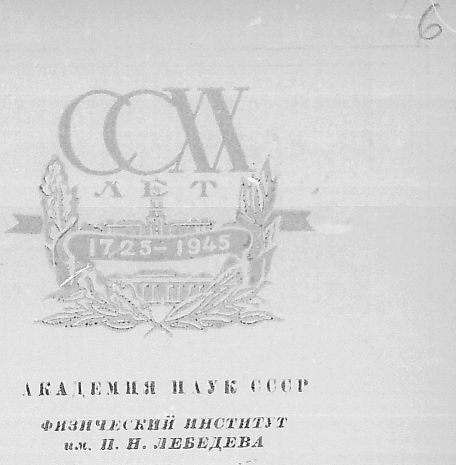 6
CCXX
ЛЕТ
1725-1945
АКАДЕМИЯ НАУК СССР
ФИЗИЧЕСКИЙ ИНСТИТУТ
им. П. Н. ЛЕБЕДЕВА